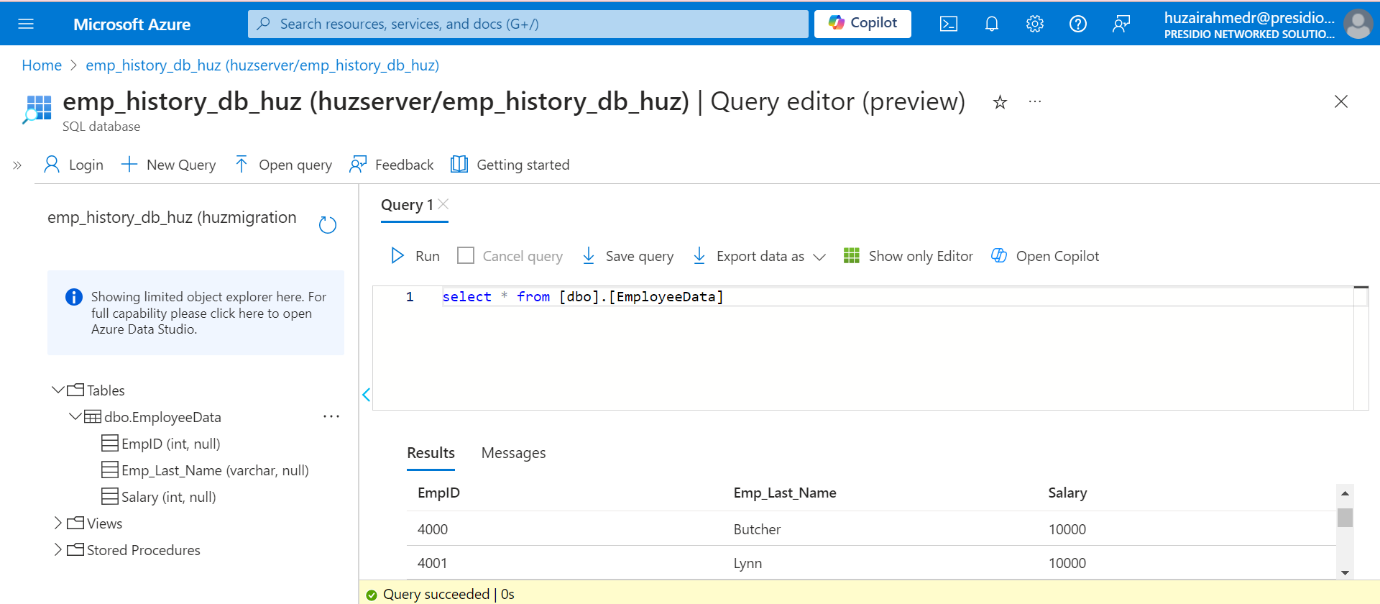 Microsoft Azure
Search resources, services, and docs (G+/)
Copilot
huzairahmedr@presidio...
PRESIDIO NETWORKED SOLUTIO...
Home > emp_history_db_huz (huzserver/emp_history_db_huz)
emp_history_db_huz (huzserver/emp_history_db_huz) | Query editor (preview)
SQL database
Login
New Query
Open query
Feedback
Getting started
emp_history_db_huz (huzmigration
Showing limited object explorer here. For
full capability please click here to open
Azure Data Studio.
Tables
dbo.EmployeeData
EmpID (int, null)
Emp_Last_Name (varchar, null)
Salary (int, null)
Views
Stored Procedures
Query 1
Run
Cancel query
Save query
Export data as
Show only Editor
Open Copilot
1 select * from [dbo].[EmployeeData]
Results
Messages
EmpID Emp_Last_Name Salary
4000 Butcher 10000
4001 Lynn 10000
Query succeeded | 0s